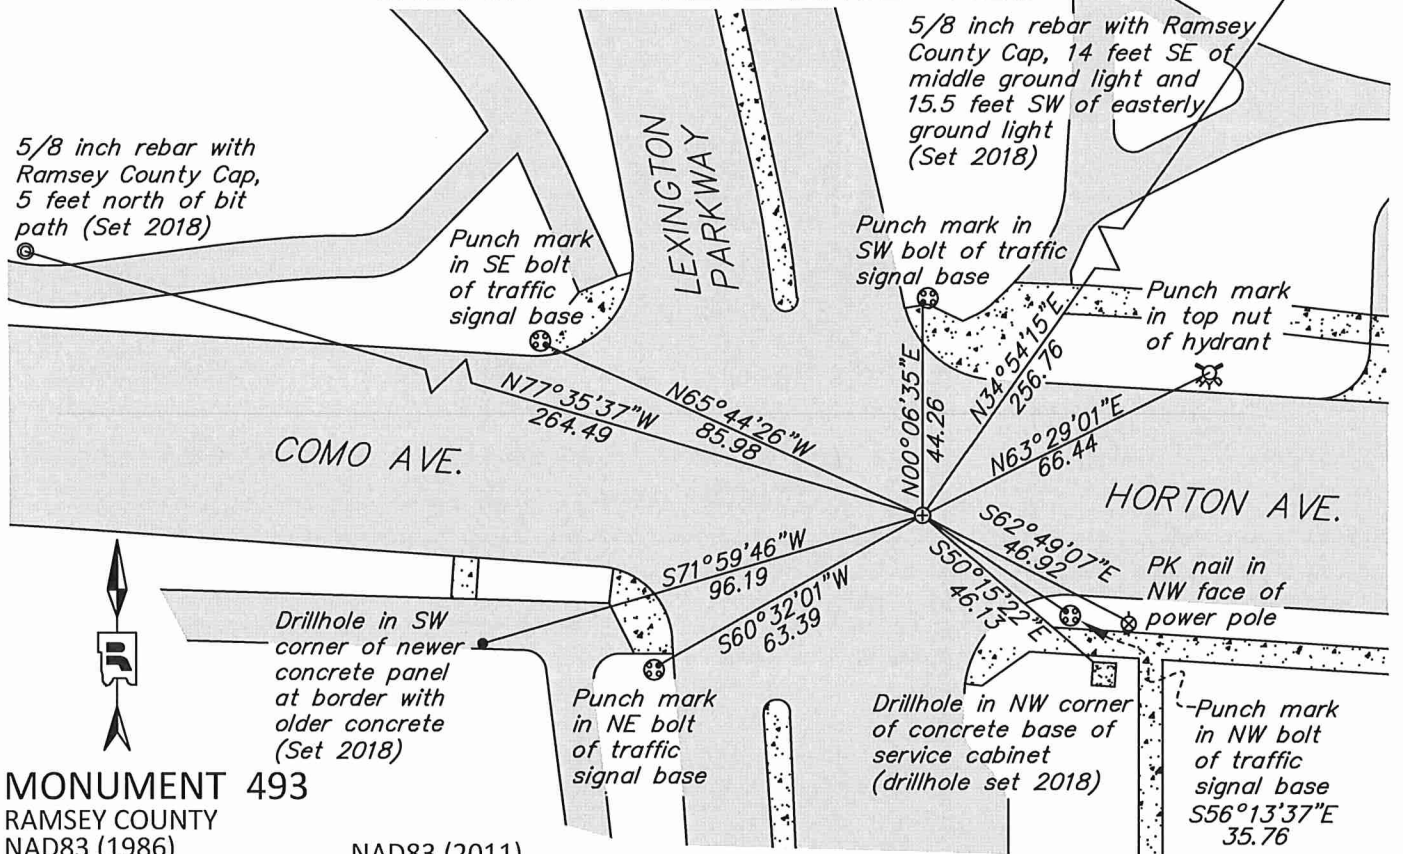 5/8 inch rebar with Ramsey
County Cap, 14 feet SE of
middle ground light and
15.5 feet SW of easterly
ground light
(Set 2018)
5/8 inch rebar with
Ramsey County Cap,
5 feet north of bit
path (Set 2018)
LEXINGTON
PARKWAY
Punch mark
in SE bolt
of traffic
signal base
Punch mark in
SW bolt of traffic
signal base
Punch mark
in top nut
of hydrant
N77°35'37"W
264.49
N65°44'26"W
85.98
N00°06'35"E
44.26
N34°54'15"E
256.76
N63°29'01"E
66.44
COMO AVE.
HORTON AVE.
S71°59'46"W
96.19
S60°32'01"W
63.39
S50°15'22"E
46.13
S62°49'07"E
46.92
PK nail in
NW face of
power pole
R
Drillhole in SW
corner of newer
concrete panel
at border with
older concrete
(Set 2018)
Punch mark
in NE bolt
of traffic
signal base
Drillhole in NW corner
of concrete base of
service cabinet
(drillhole set 2018)
Punch mark
in NW bolt
of traffic
signal base
S56°13'37"E
35.76
MONUMENT 493
RAMSEY COUNTY
NAD83 (1986)
NAD83 (2011)